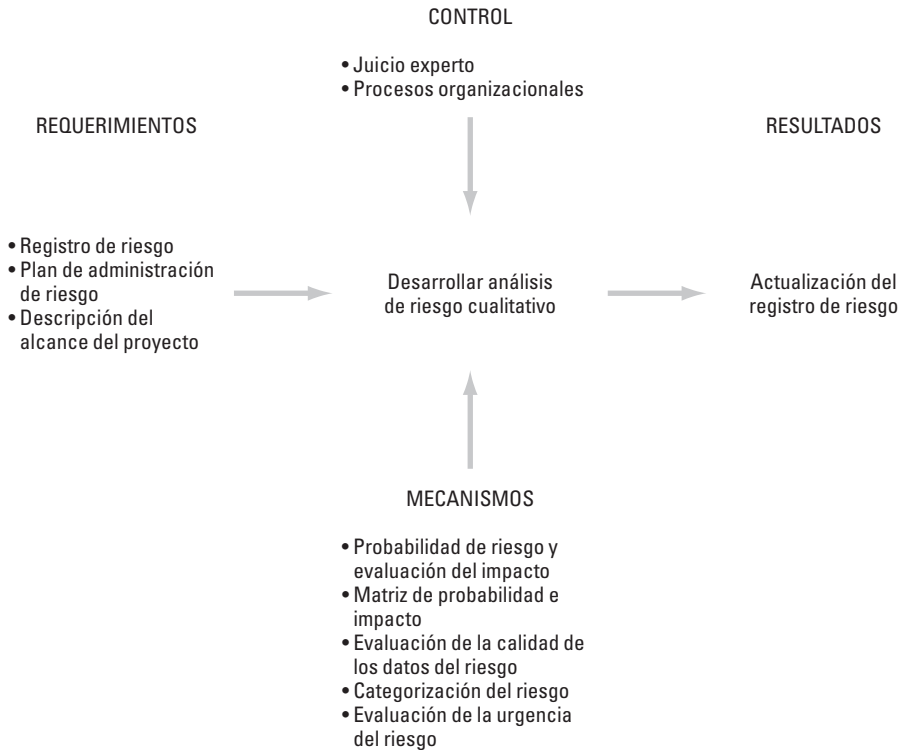 CONTROL
• Juicio experto
• Procesos organizacionales
REQUERIMIENTOS
RESULTADOS
• Registro de riesgo
• Plan de administración
de riesgo
• Descripción del
alcance del proyecto
Desarrollar análisis
de riesgo cualitativo
Actualización del
registro de riesgo
MECANISMOS
• Probabilidad de riesgo y
evaluación del impacto
• Matriz de probabilidad e
impacto
• Evaluación de la calidad de
los datos del riesgo
• Categorización del riesgo
• Evaluación de la urgencia
del riesgo